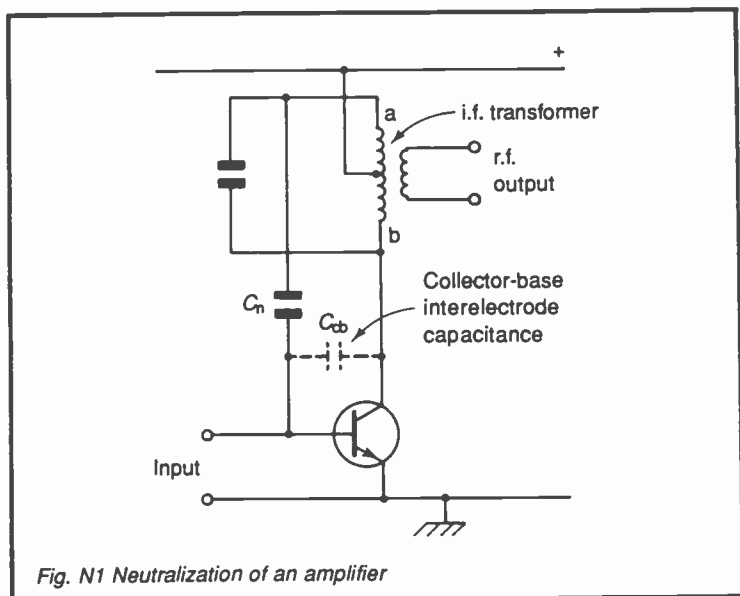 +
a
i.f. transformer
r.f.
output
b
Collector-base
interelectrode
capacitance
Cn
Ccb
Input
Fig. N1 Neutralization of an amplifier